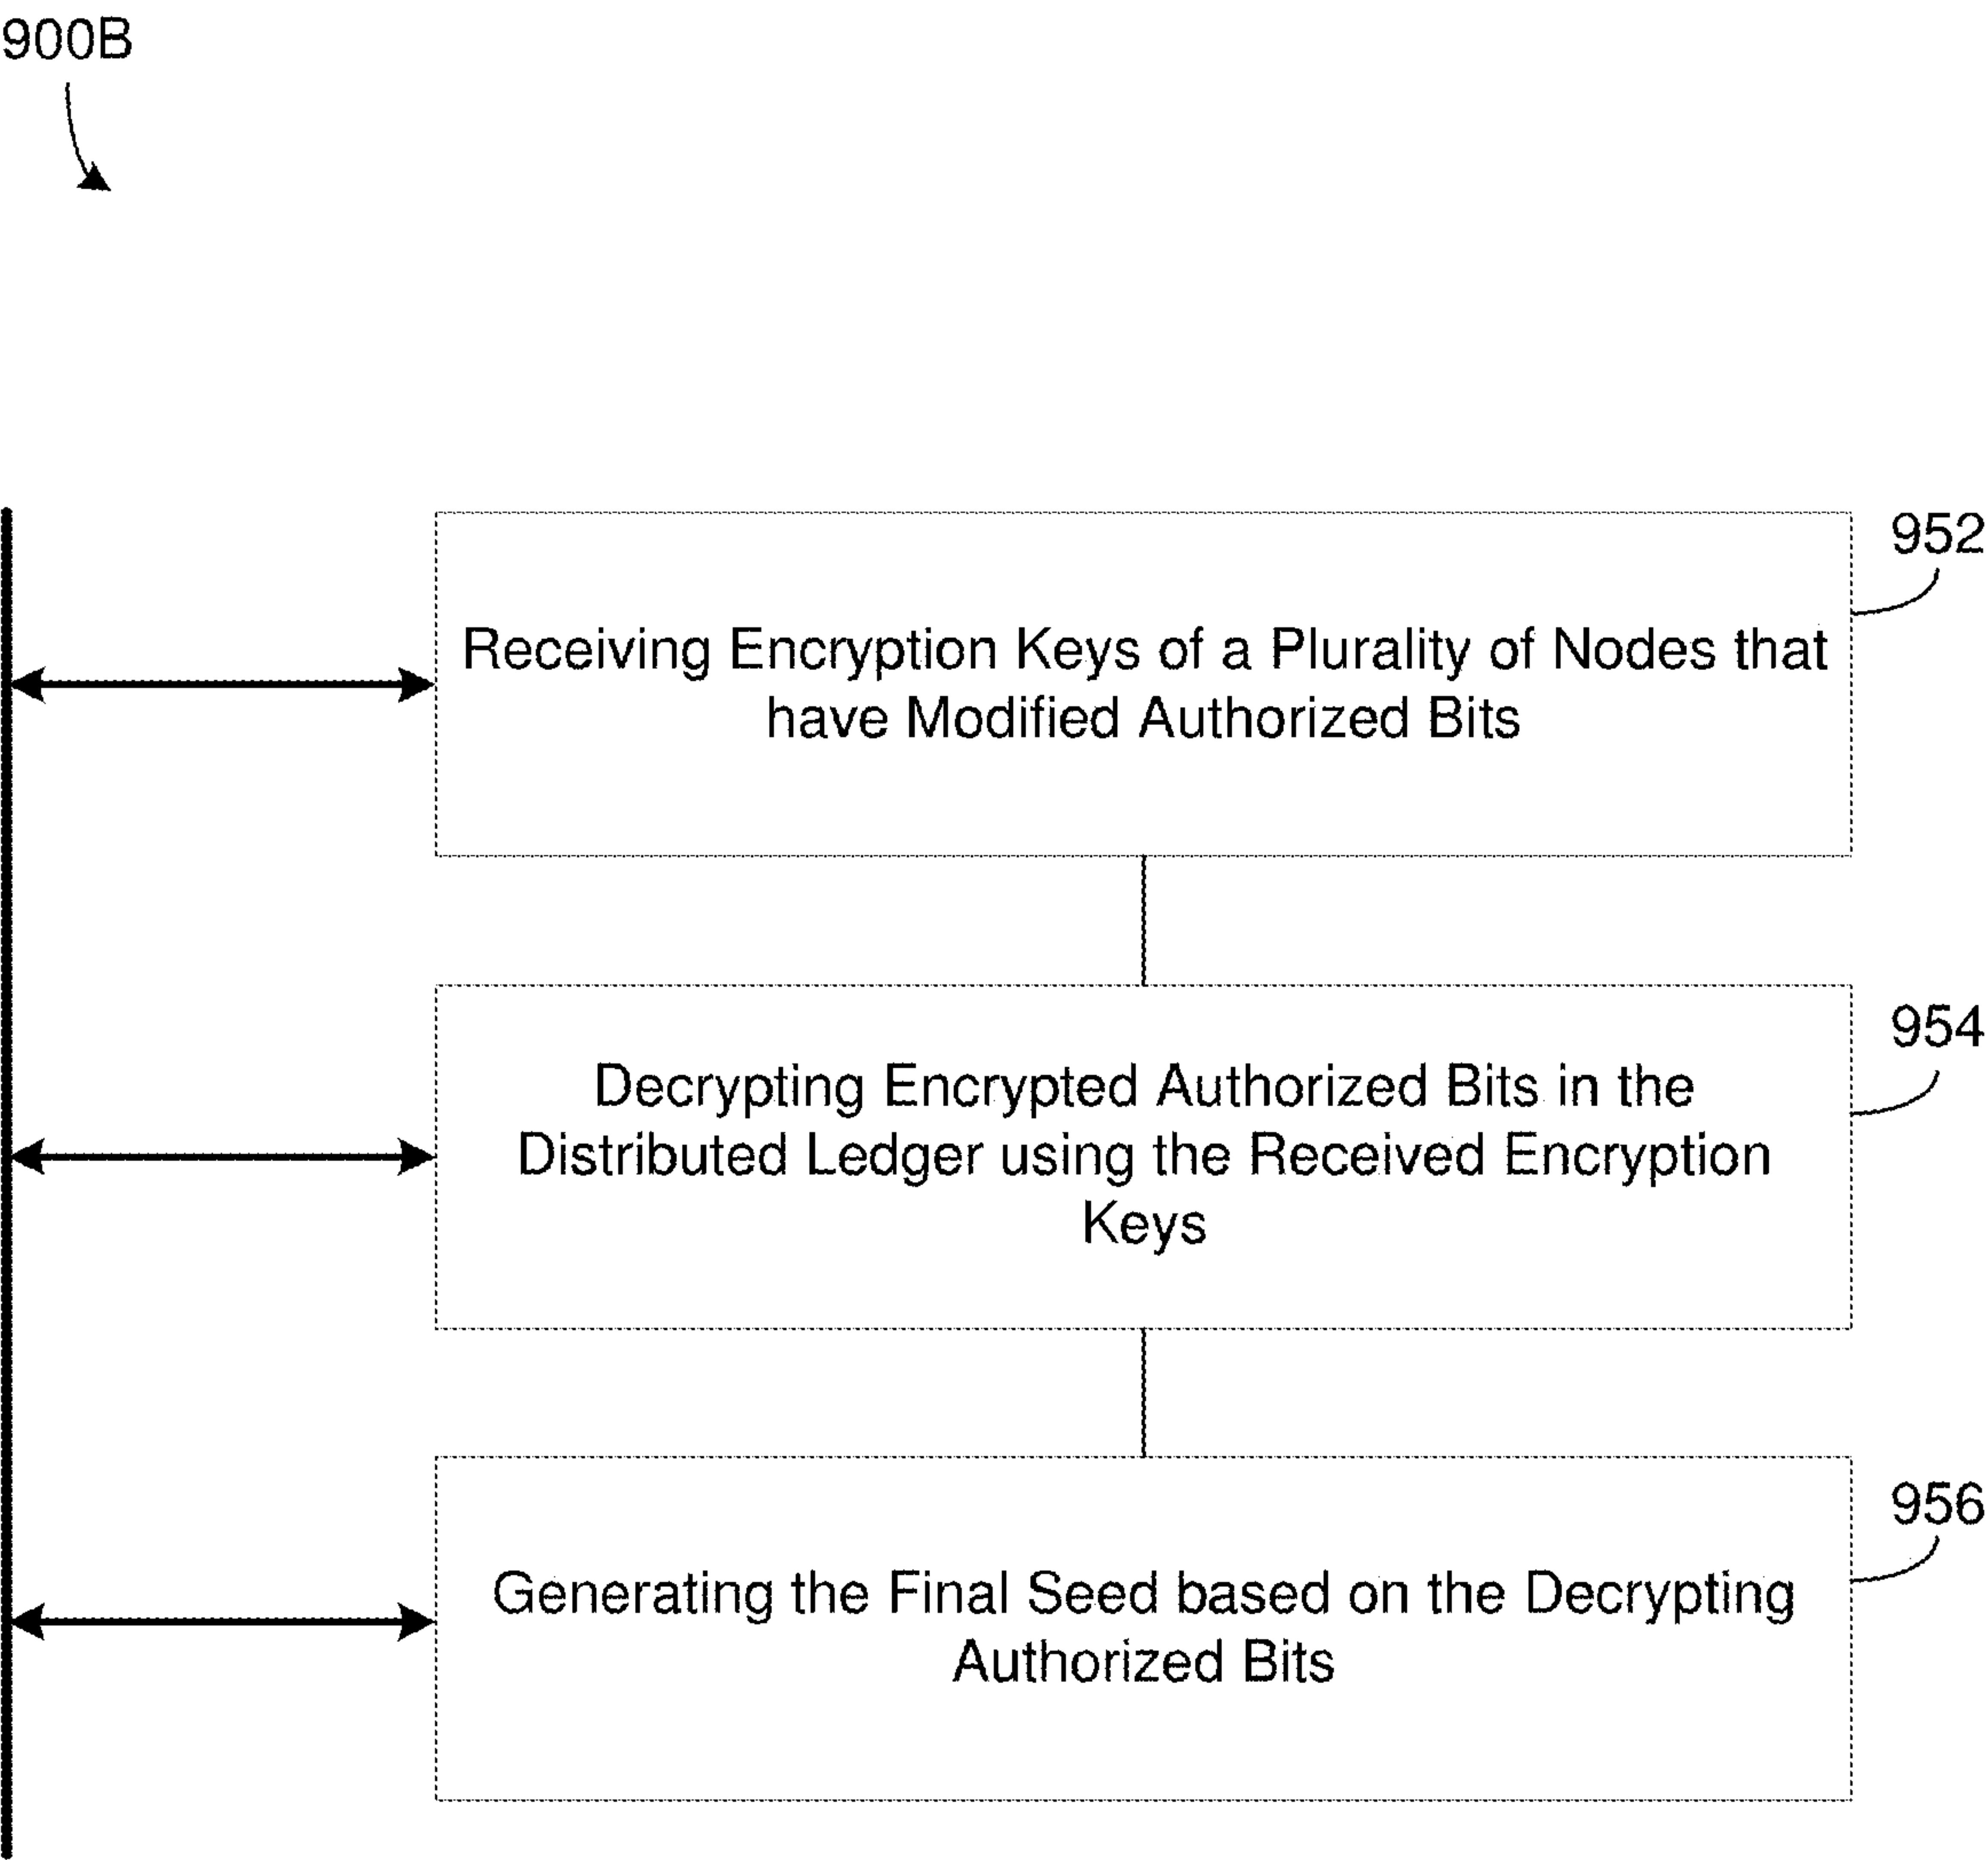 900B
952
Receiving Encryption Keys of a Plurality of Nodes that
have Modified Authorized Bits
954
Decrypting Encrypted Authorized Bits in the
Distributed Ledger using the Received Encryption
Keys
956
Generating the Final Seed based on the Decrypting
Authorized Bits